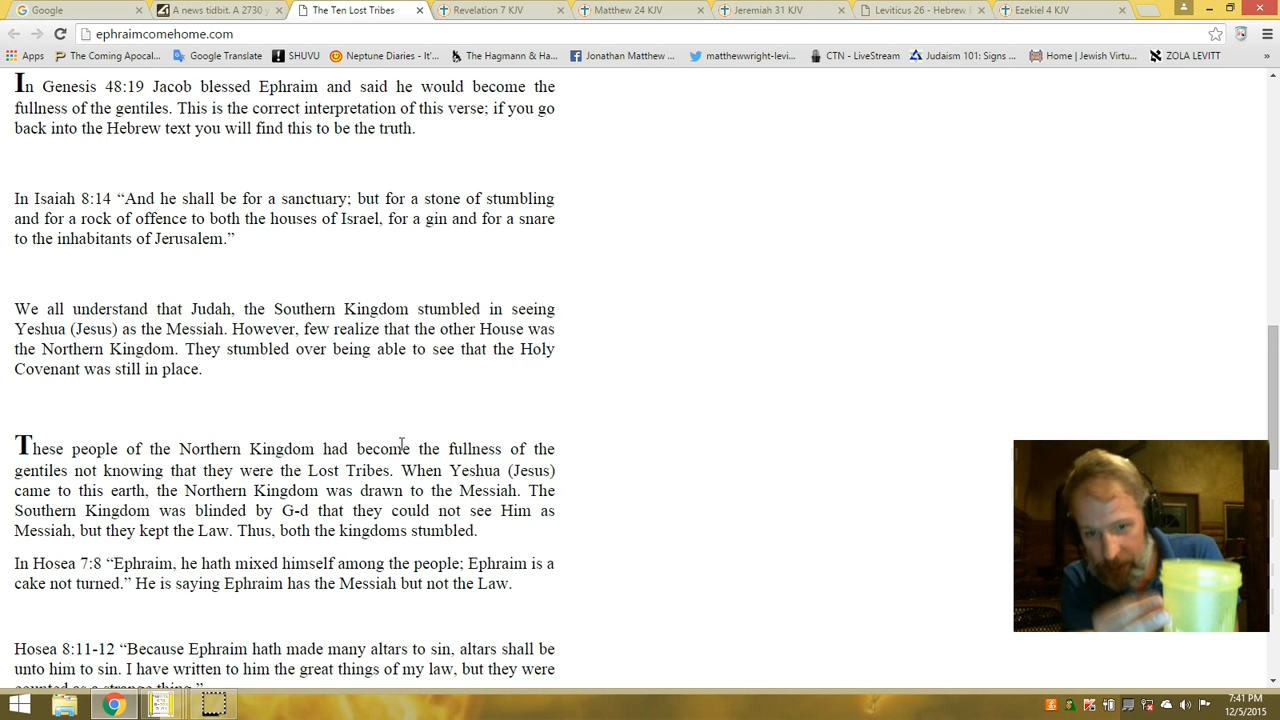 Google
A news tidbit. A 2730 y
The Ten Lost Tribes
Revelation 7 KJV
Matthew 24 KJV
Jeremiah 31 KJV
Leviticus 26 - Hebrew
Ezekiel 4 KJV
ephraimcomehome.com
Apps
The Coming Apocal...
Google Translate
SHUVU
Neptune Diaries - It'...
The Hagmann & Ha...
Jonathan Matthew ...
matthewwright-levi...
CTN - LiveStream
Judaism 101: Signs ...
Home | Jewish Virtu...
ZOLA LEVITT
»
In Genesis 48:19 Jacob blessed Ephraim and said he would become the
fullness of the gentiles. This is the correct interpretation of this verse; if you go
back into the Hebrew text you will find this to be the truth.
In Isaiah 8:14 “And he shall be for a sanctuary; but for a stone of stumbling
and for a rock of offence to both the houses of Israel, for a gin and for a snare
to the inhabitants of Jerusalem.”
We all understand that Judah, the Southern Kingdom stumbled in seeing
Yeshua (Jesus) as the Messiah. However, few realize that the other House was
the Northern Kingdom. They stumbled over being able to see that the Holy
Covenant was still in place.
These people of the Northern Kingdom had become the fullness of the
gentiles not knowing that they were the Lost Tribes. When Yeshua (Jesus)
came to this earth, the Northern Kingdom was drawn to the Messiah. The
Southern Kingdom was blinded by G-d that they could not see Him as
Messiah, but they kept the Law. Thus, both the kingdoms stumbled.
In Hosea 7:8 “Ephraim, he hath mixed himself among the people; Ephraim is a
cake not turned.” He is saying Ephraim has the Messiah but not the Law.
Hosea 8:11-12 “Because Ephraim hath made many altars to sin, altars shall be
unto him to sin. I have written to him the great things of my law, but they were
counted as a strange thing.”
7:41 PM
12/5/2015